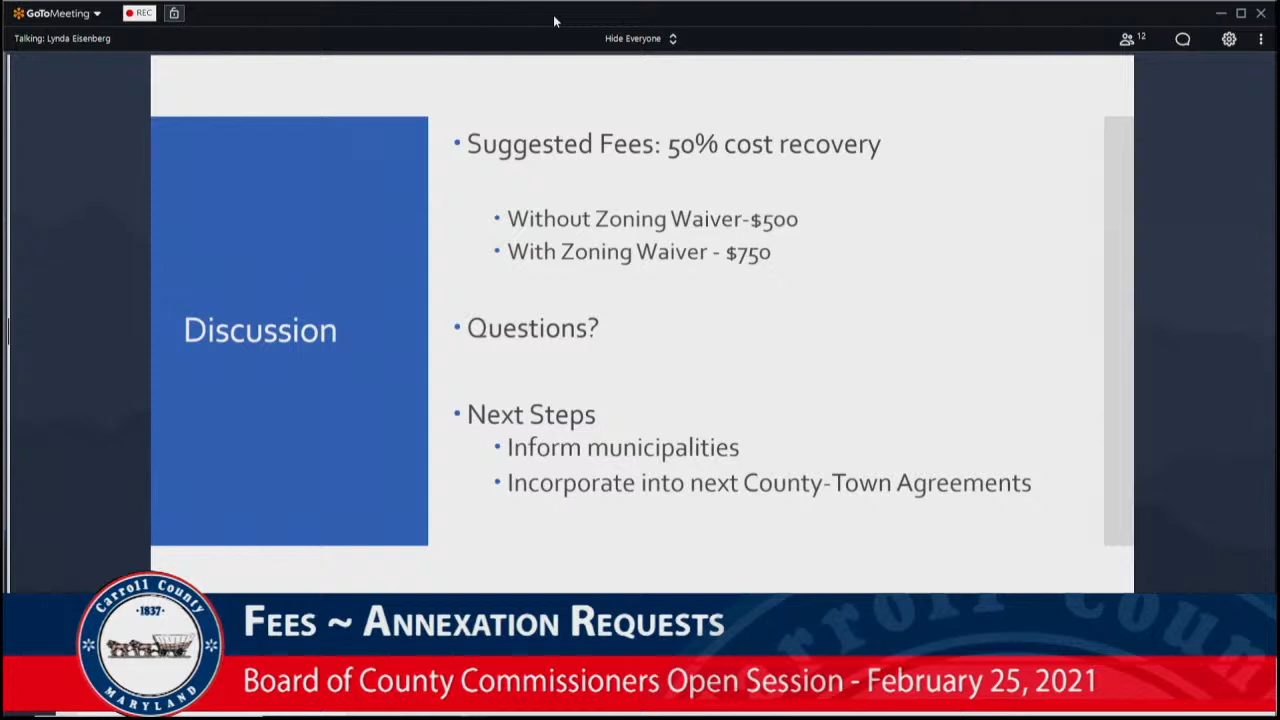 GoToMeeting
REC
Talking: Lynda Eisenberg
Hide Everyone
12
• Suggested Fees: 50% cost recovery
• Without Zoning Waiver-$500
• With Zoning Waiver - $750
Discussion
• Questions?
• Next Steps
• Inform municipalities
• Incorporate into next County-Town Agreements
Carroll County
·1837·
MARYLAND
FEES ~ ANNEXATION REQUESTS
Board of County Commissioners Open Session - February 25, 2021